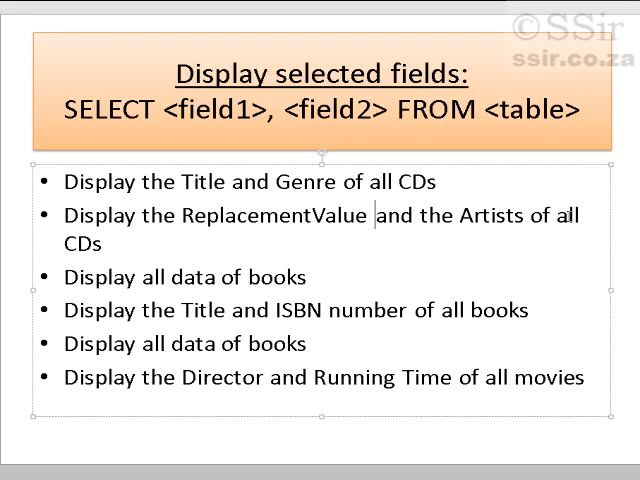 © SSir
ssir.co.za
Display selected fields:
SELECT <field1>, <field2> FROM <table>
• Display the Title and Genre of all CDs
• Display the ReplacementValue and the Artists of all
CDs
• Display all data of books
• Display the Title and ISBN number of all books
• Display all data of books
• Display the Director and Running Time of all movies